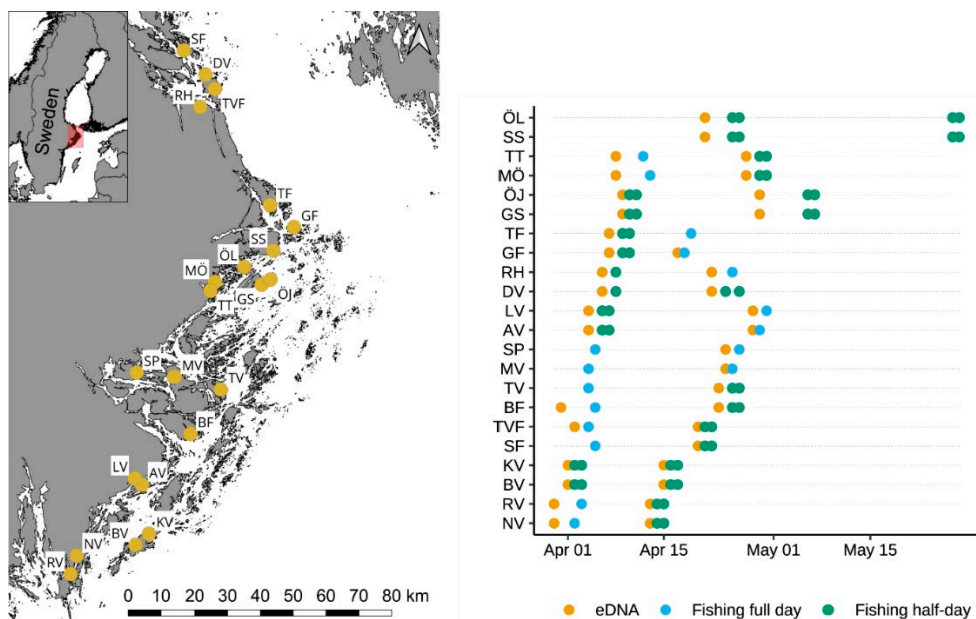 Sweden
SF
DV
RH
TVF
TF
GF
SS
ÖL
MÖ
GS
ÖJ
TT
SP
MV
TV
BF
LV
AV
KV
BV
NV
RV
0 10 20 30 40 50 60 70 80 km
ÖL
SS
TT
MÖ
ÖJ
GS
TF
GF
RH
DV
LV
AV
SP
MV
TV
BF
TVF
SF
KV
BV
RV
NV
Apr 01 Apr 15 May 01 May 15
eDNA Fishing full day Fishing half-day